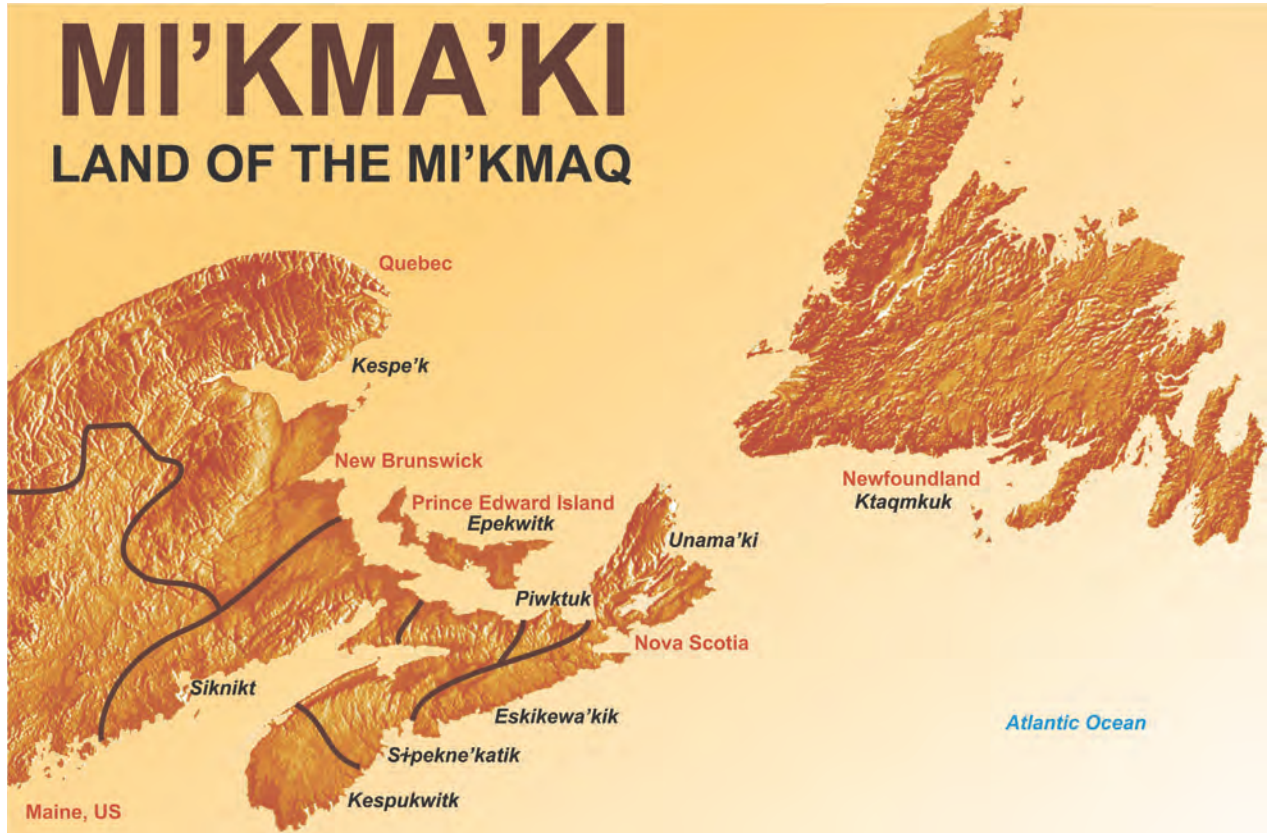 MI’KMA’KI
LAND OF THE MI’KMAQ
Quebec
Kespe’k
New Brunswick
Prince Edward Island
Epekwitk
Newfoundland
Ktaqmkuk
Unama’ki
Piwktuk
Nova Scotia
Siknikt
Eskikewa’kik
Atlantic Ocean
Sɨpekne’katik
Kespukwitk
Maine, US